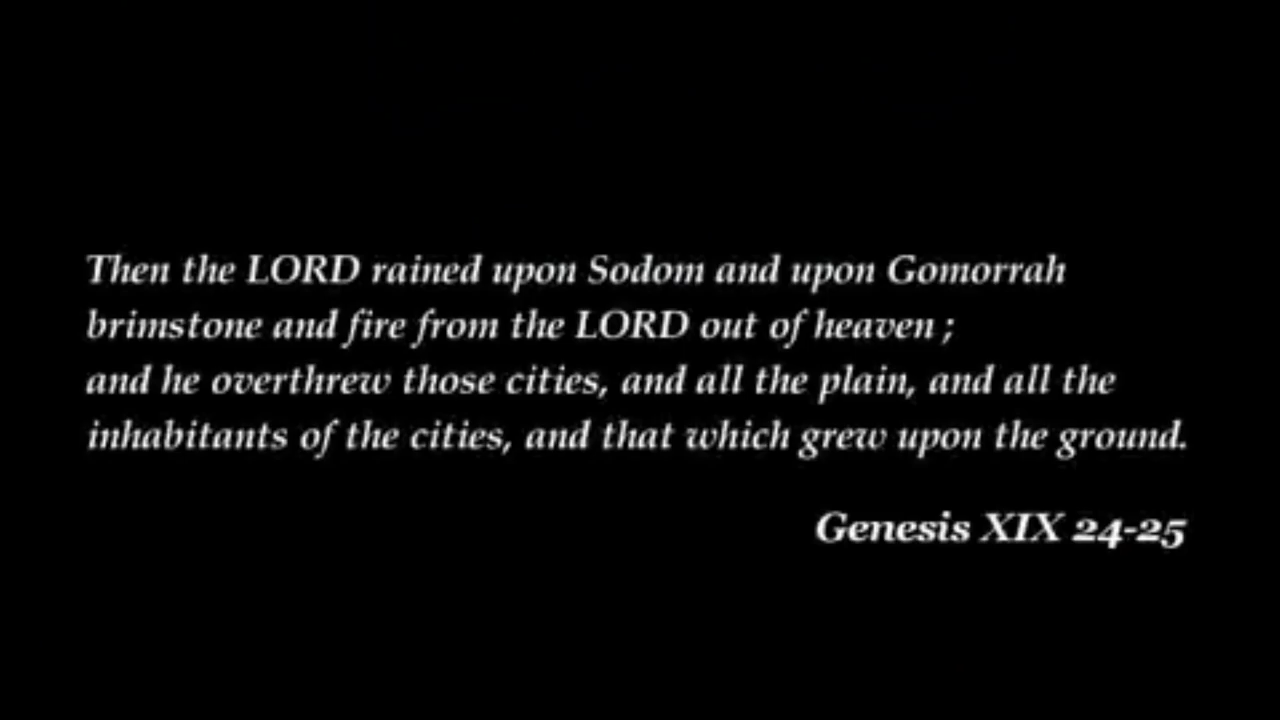 Then the LORD rained upon Sodom and upon Gomorrah
brimstone and fire from the LORD out of heaven ;
and he overthrew those cities, and all the plain, and all the
inhabitants of the cities, and that which grew upon the ground.
Genesis XIX 24-25